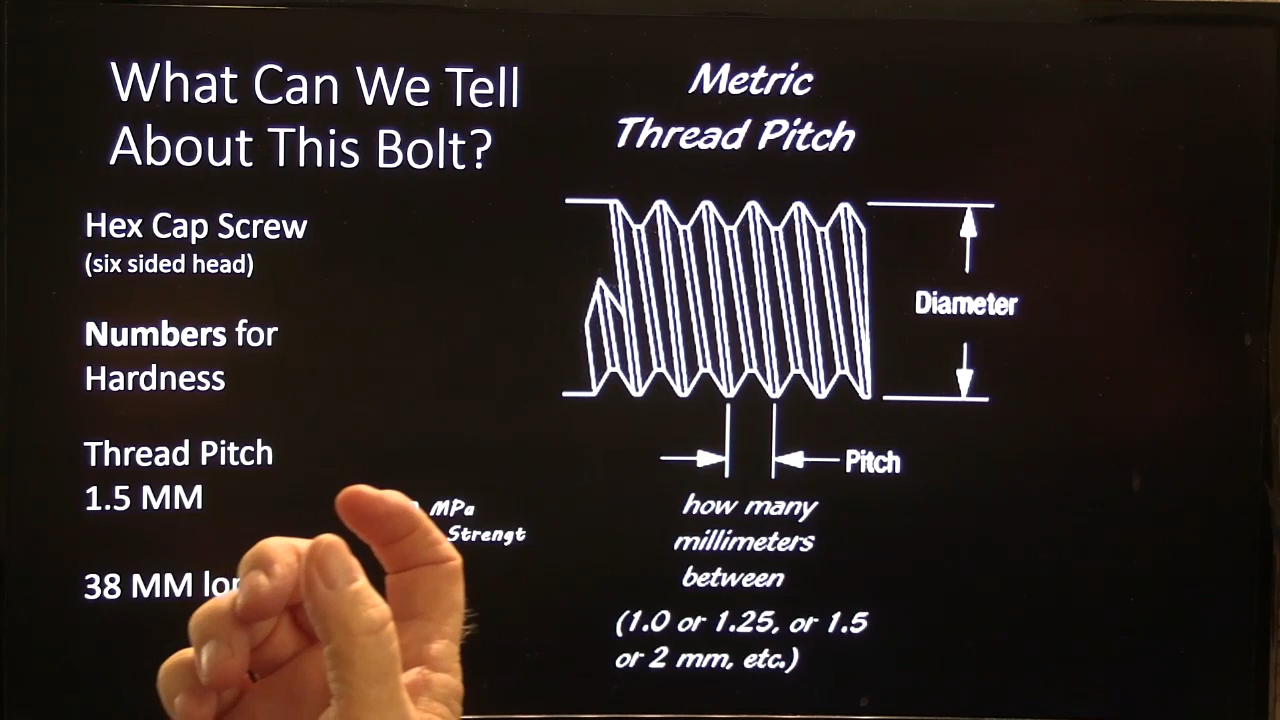 What Can We Tell
About This Bolt?
Hex Cap Screw
(six sided head)
Numbers for
Hardness
Thread Pitch
1.5 MM
38 MM
MPa
Strengt
Metric
Thread Pitch
Diameter
Pitch
how many
millimeters
between
(1.0 or 1.25, or 1.5
or 2 mm, etc.)